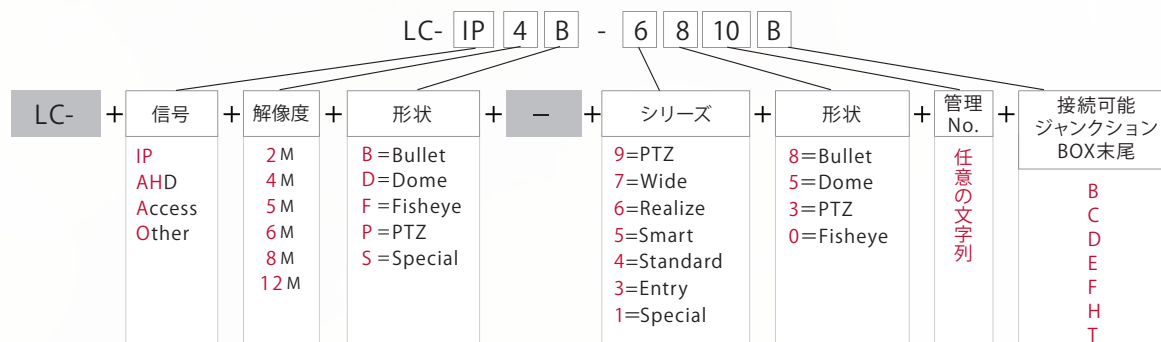 LC- IP 4 B - 6 8 10 B
LC- + 信号 + 解像度 + 形状 + - + シリーズ + 形状 + 管理No. + 接続可能ジャンクションBOX末尾
IP
AHD
Access
Other
2M
4M
5M
6M
8M
12M
B=Bullet
D=Dome
F=Fisheye
P=PTZ
S=Special
9=PTZ
7=Wide
6=Realize
5=Smart
4=Standard
3=Entry
1=Special
8=Bullet
5=Dome
3=PTZ
0=Fisheye
任意の文字列
B
C
D
E
F
H
T